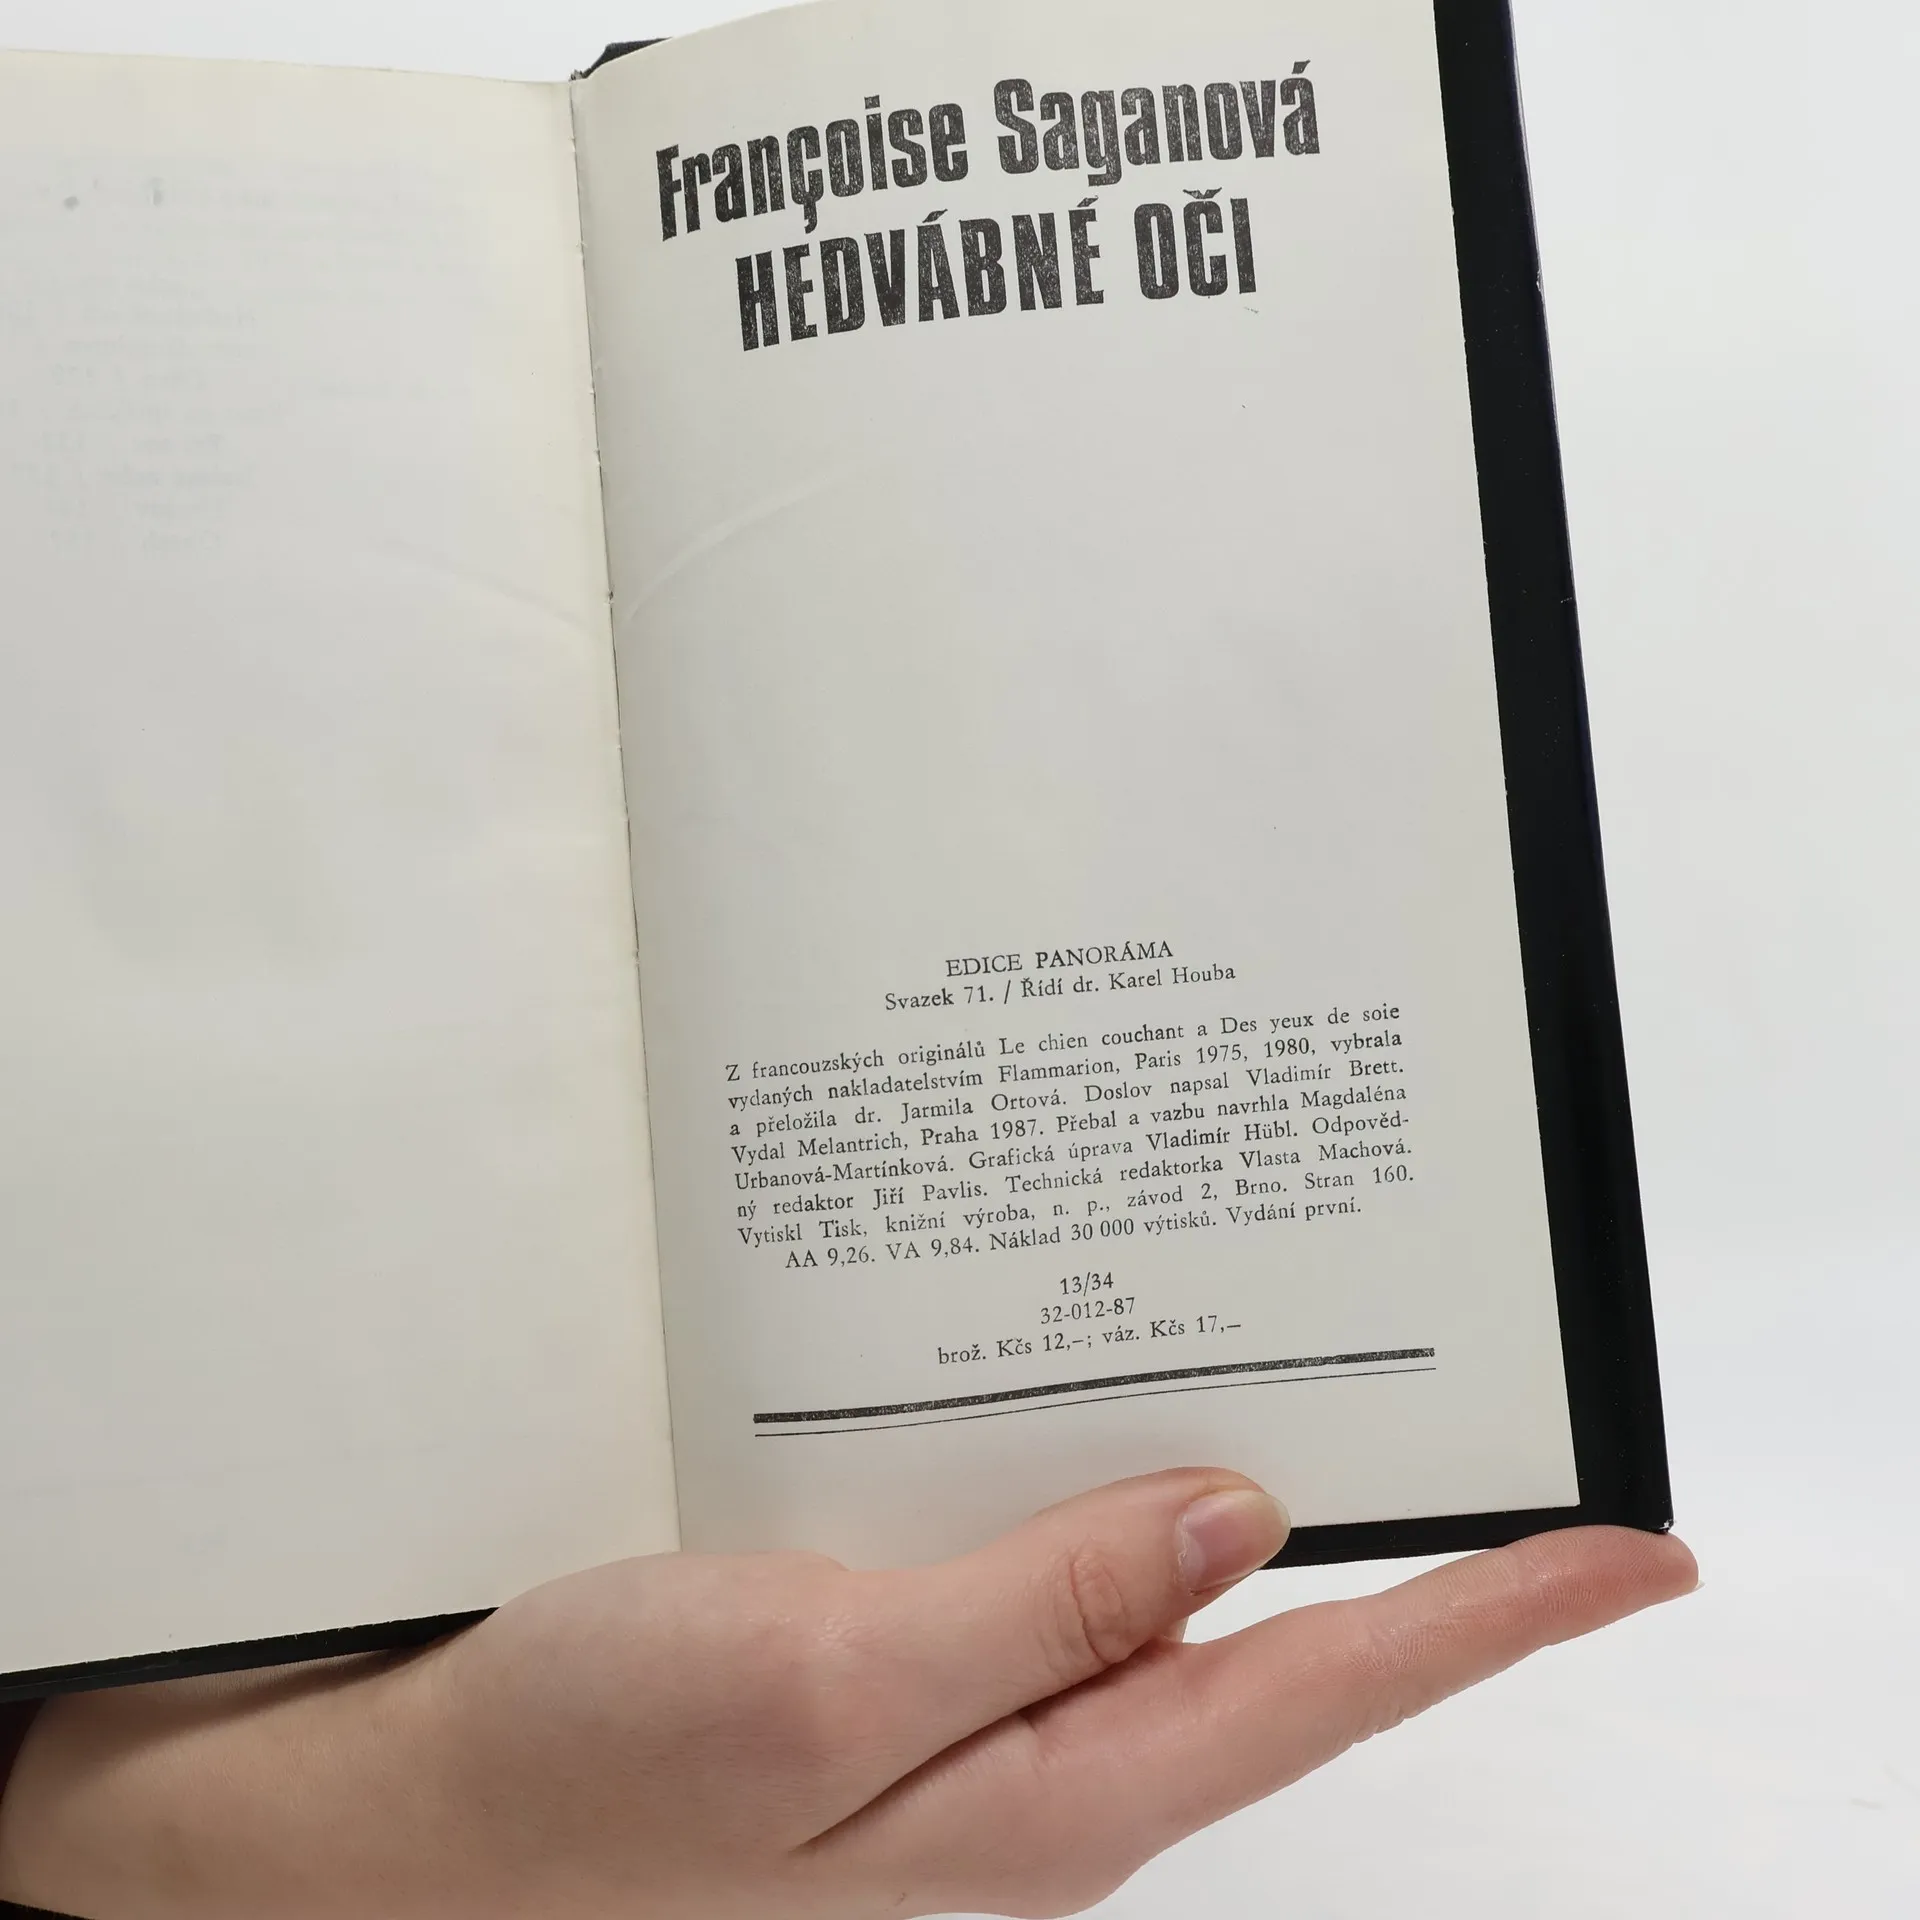 Françoise Saganová
HEDVÁBNÉ OČI
EDICE PANORÁMA
Svazek 71. / Řídí dr. Karel Houba
Z francouzských originálů Le chien couchant a Des yeux de soie
vydaných nakladatelstvím Flammarion, Paris 1975, 1980, vybrala
a přeložila dr. Jarmila Ortová. Doslov napsal Vladimír Brett.
Vydal Melantrich, Praha 1987. Přebal a vazbu navrhla Magdaléna
Urbanová-Martínková. Grafická úprava Vladimír Hübl. Odpověd-
ný redaktor Jiří Pavlis. Technická redaktorka Vlasta Machová.
Vytiskl Tisk, knižní výroba, n. p., závod 2, Brno. Stran 160.
AA 9,26. VA 9,84. Náklad 30 000 výtisků. Vydání první.
13/34
32-012-87
brož. Kčs 12,–; váz. Kčs 17,–